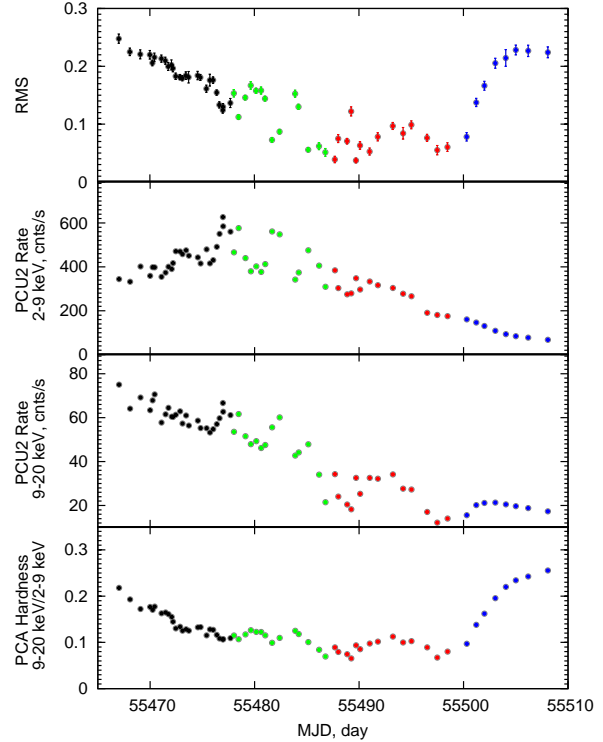 0.3
0.2
0.1
0
RMS
600
400
200
0
PCU2 Rate
2-9 keV, cnts/s
80
60
40
20
PCU2 Rate
9-20 keV, cnts/s
0.3
0.2
0.1
0
PCA Hardness
9-20 keV/2-9 keV
55470
55480
55490
55500
55510
MJD, day